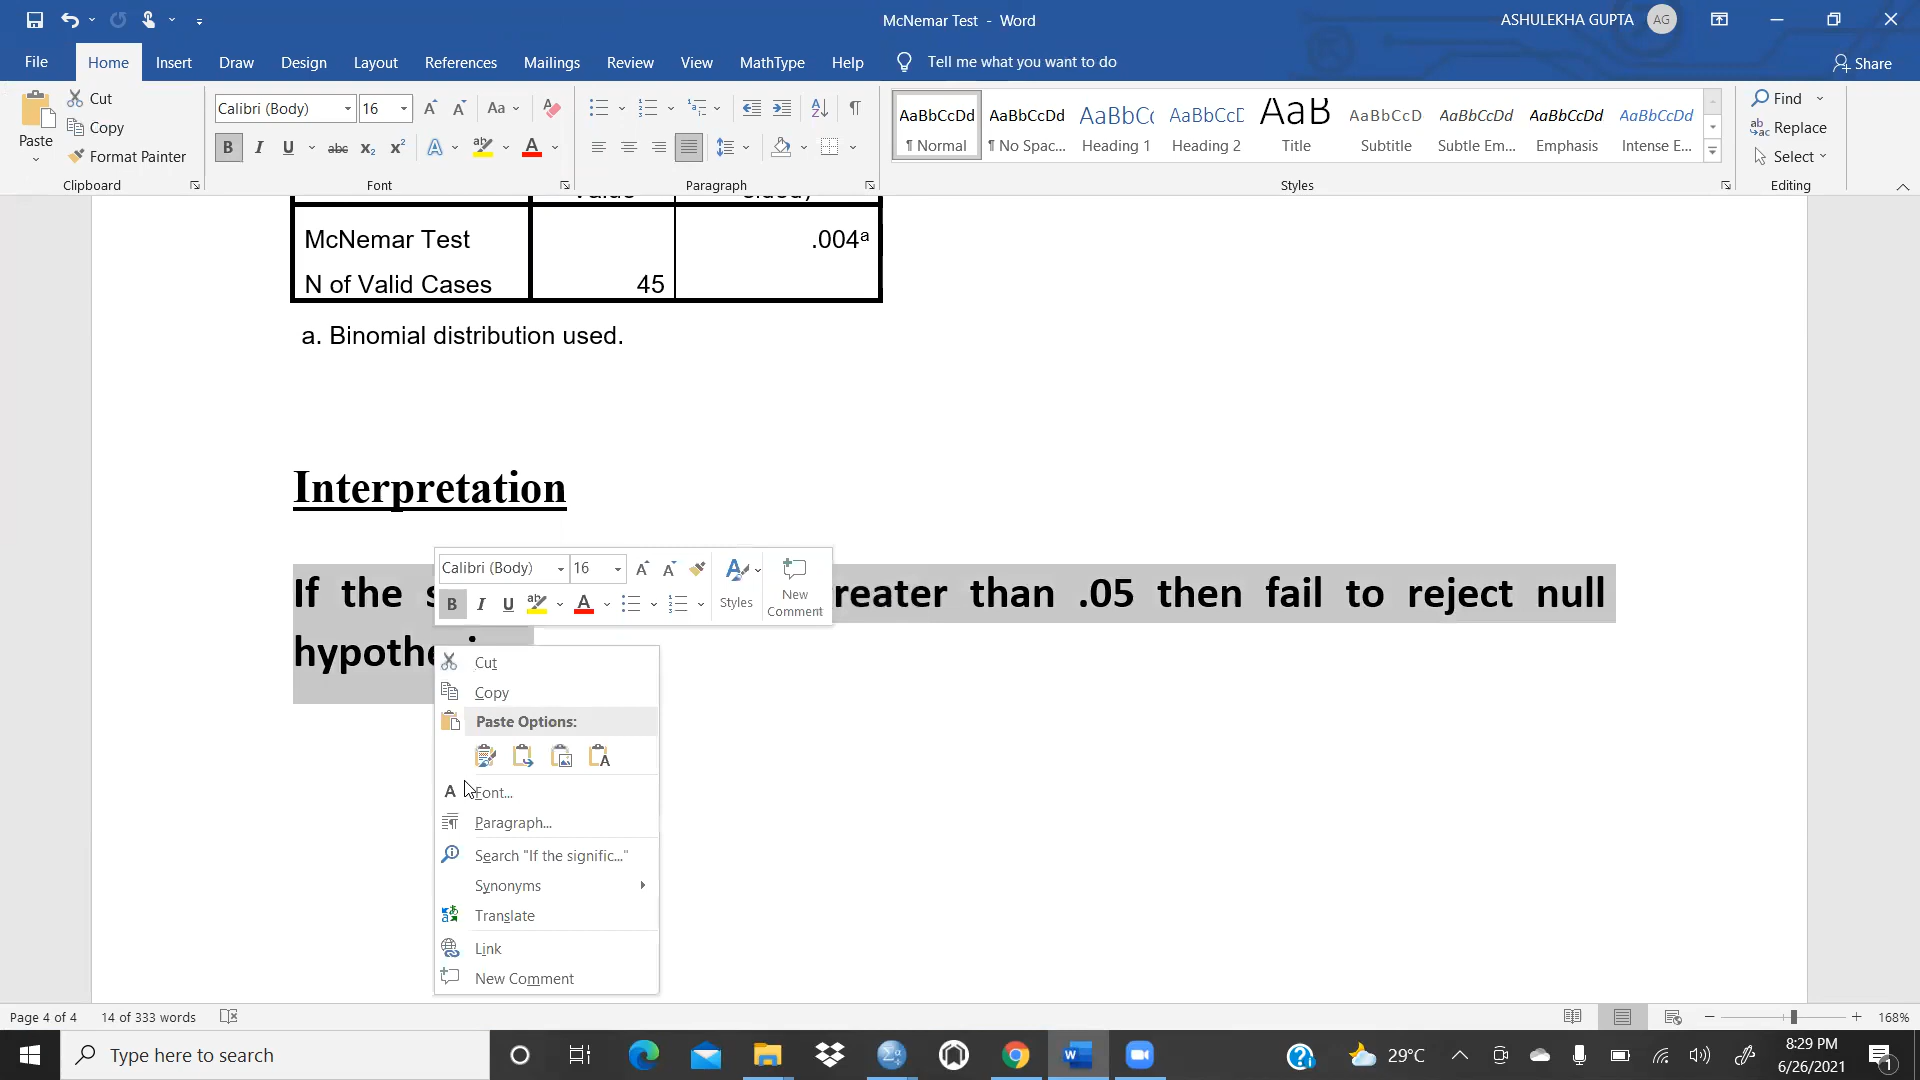 McNemar Test - Word
ASHULEKHA GUPTA
AG
File
Home
Insert
Draw
Design
Layout
References
Mailings
Review
View
MathType
Help
Tell me what you want to do
Share
Paste
Cut
Copy
Format Painter
Clipboard
Calibri (Body)
16
Aa
B I U abc x₂ x²
Font
Paragraph
AaBbCcDd
¶ Normal
AaBbCcDd
¶ No Spac...
AaBbCc
Heading 1
AaBbCcD
Heading 2
AaB
Title
AaBbCcD
Subtitle
AaBbCcDd
Subtle Em...
AaBbCcDd
Emphasis
AaBbCcDd
Intense E...
Styles
Find
Replace
Select
Editing
McNemar Test .004ᵃ
N of Valid Cases 45
a. Binomial distribution used.
Interpretation
Calibri (Body)
16
B I U
Styles
New
Comment
If the than .05 then fail to reject null
Cut
Copy
Paste Options:
Font...
Paragraph...
Search "If the signific..."
Synonyms
Translate
Link
New Comment
Page 4 of 4
14 of 333 words
168%
Type here to search
29°C
8:29 PM
6/26/2021
1